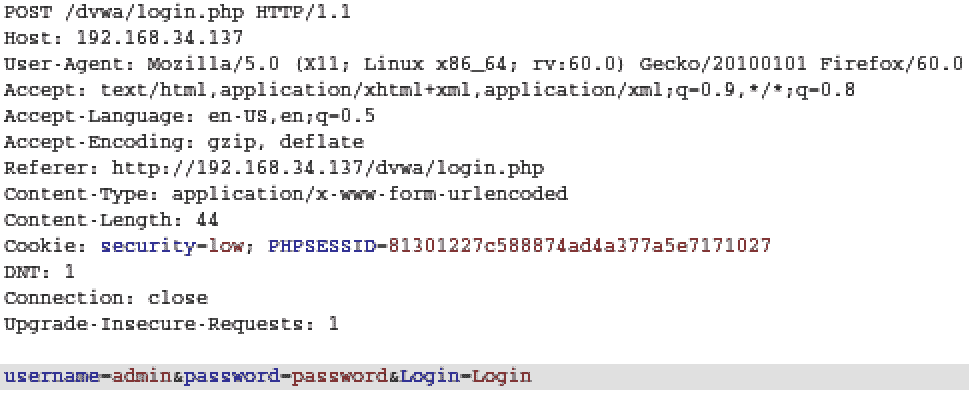 POST /dvwa/login.php HTTP/1.1
Host: 192.168.34.137
User-Agent: Mozilla/5.0 (X11; Linux x86_64; rv:60.0) Gecko/20100101 Firefox/60.0
Accept: text/html,application/xhtml+xml,application/xml;q=0.9,*/*;q=0.8
Accept-Language: en-US,en;q=0.5
Accept-Encoding: gzip, deflate
Referer: http://192.168.34.137/dvwa/login.php
Content-Type: application/x-www-form-urlencoded
Content-Length: 44
Cookie: security=low; PHPSESSID=81301227c588874ad4a377a5e7171027
DNT: 1
Connection: close
Upgrade-Insecure-Requests: 1
username=admin&password=password&Login=Login